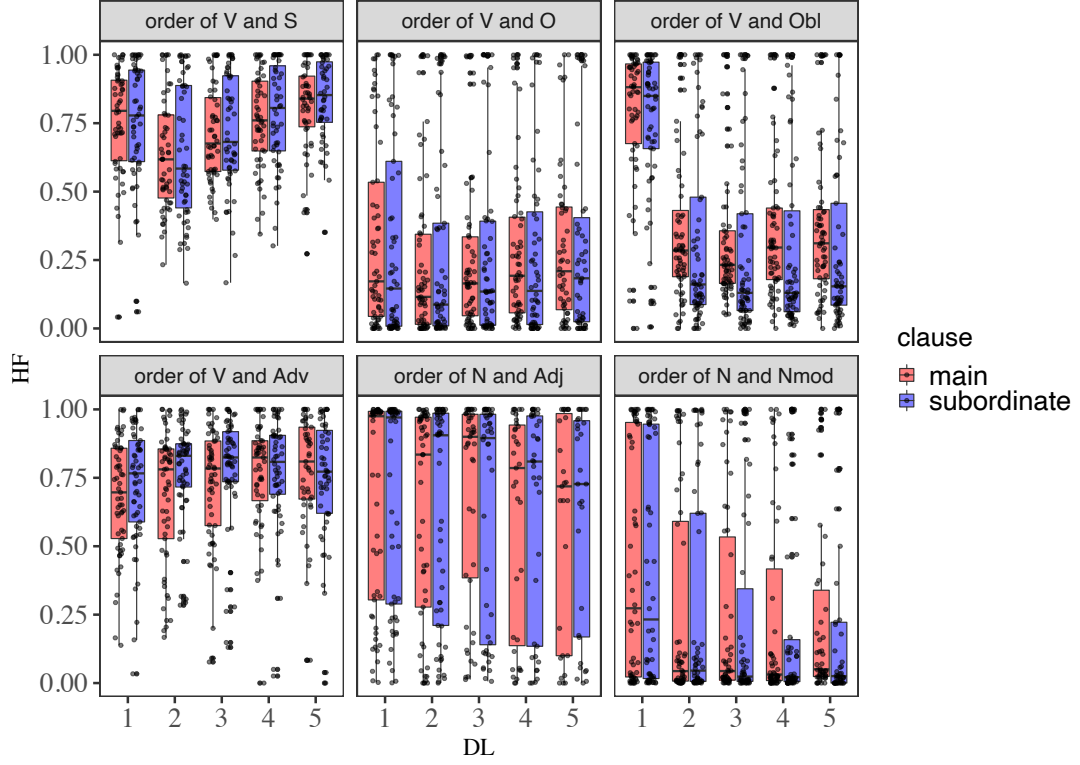 order of V and S order of V and O order of V and Obl
1.00
0.75
0.50
0.25
0.00
order of V and Adv order of N and Adj order of N and Nmod
1.00
0.75
0.50
0.25
0.00
1 2 3 4 5 1 2 3 4 5 1 2 3 4 5
DL
HF
clause
main
subordinate